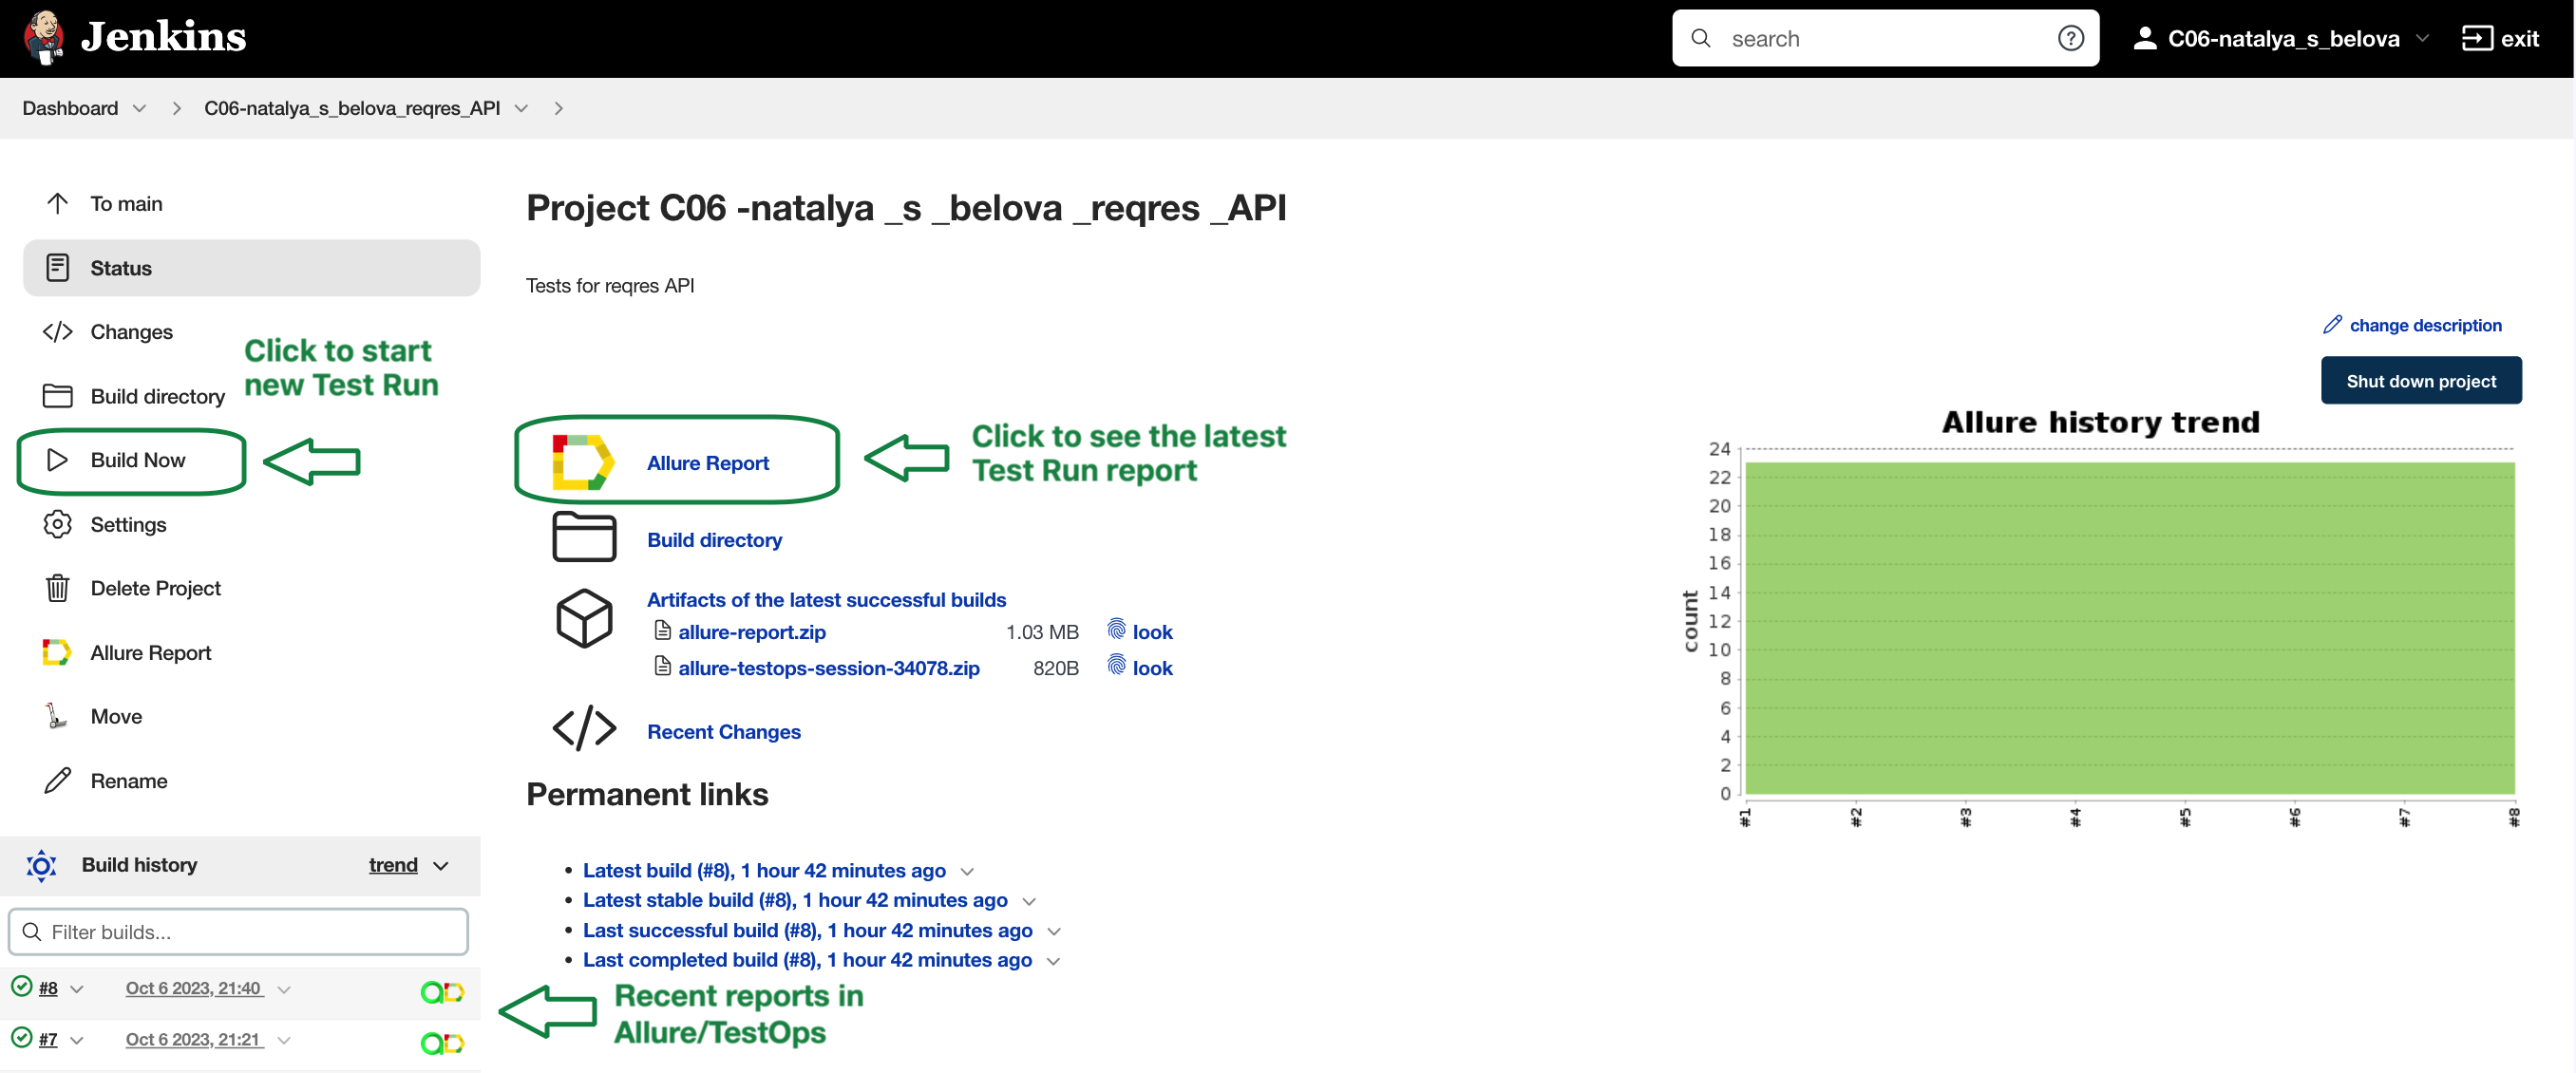 Jenkins
search
C06-natalya_s_belova
exit
Dashboard
C06-natalya_s_belova_reqres_API
To main
Status
Changes
Build directory
Build Now
Settings
Delete Project
Allure Report
Move
Rename
Click to start
new Test Run
Project C06 -natalya _s _belova _reqres _API
Tests for reqres API
change description
Shut down project
Allure Report
Click to see the latest
Test Run report
Build directory
Artifacts of the latest successful builds
allure-report.zip 1.03 MB look
allure-testops-session-34078.zip 820B look
Recent Changes
Allure history trend
24
22
20
18
16
14
12
10
8
6
4
2
0
count
#1 #2 #3 #4 #5 #6 #7 #8
Permanent links
Latest build (#8), 1 hour 42 minutes ago
Latest stable build (#8), 1 hour 42 minutes ago
Last successful build (#8), 1 hour 42 minutes ago
Last completed build (#8), 1 hour 42 minutes ago
Build history trend
Filter builds...
#8 Oct 6 2023, 21:40
#7 Oct 6 2023, 21:21
Recent reports in
Allure/TestOps